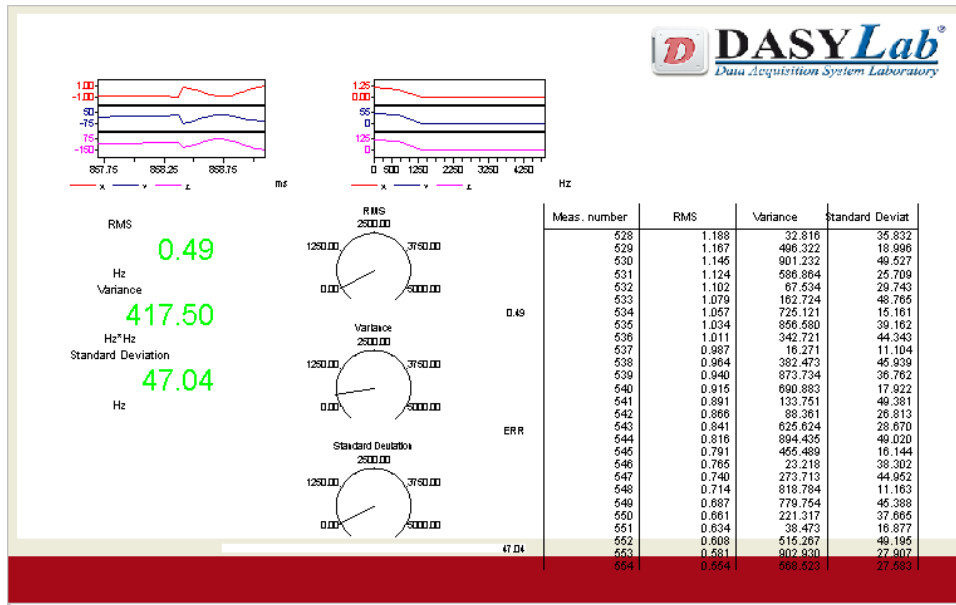 DASYLab®
Data Acquisition System Laboratory
1.00
-1.00
50
-75
75
-150
857.75 858.25 858.75
ms
x y z
1.25
0.00
65
0
125
0
0 500 1250 2250 3250 4250
Hz
x y z
RMS
0.49
Hz
Variance
417.50
Hz*Hz
Standard Deviation
47.04
Hz
RMS
2500.00
1250.00 3750.00
0.00 5000.00
0.49
Variance
2500.00
1250.00 3750.00
0.00 5000.00
ERR
Standard Deviation
2500.00
1250.00 3750.00
0.00 5000.00
47.04
Meas. number RMS Variance Standard Deviat
528 1.188 32.816 35.832
529 1.167 496.322 18.996
530 1.145 901.232 49.527
531 1.124 586.864 25.709
532 1.102 67.534 29.743
533 1.079 162.724 48.765
534 1.057 725.121 15.161
535 1.034 856.580 39.162
536 1.011 342.721 44.343
537 0.987 16.271 11.104
538 0.964 382.473 45.939
539 0.940 873.734 36.762
540 0.915 690.883 17.922
541 0.891 133.751 49.381
542 0.866 88.361 26.813
543 0.841 625.624 28.670
544 0.816 894.435 49.020
545 0.791 455.489 16.144
546 0.765 23.218 38.302
547 0.740 273.713 44.952
548 0.714 818.784 11.163
549 0.687 779.754 45.388
550 0.661 221.317 37.665
551 0.634 38.473 16.877
552 0.608 515.267 49.195
553 0.581 902.930 27.907
554 0.554 568.523 27.583